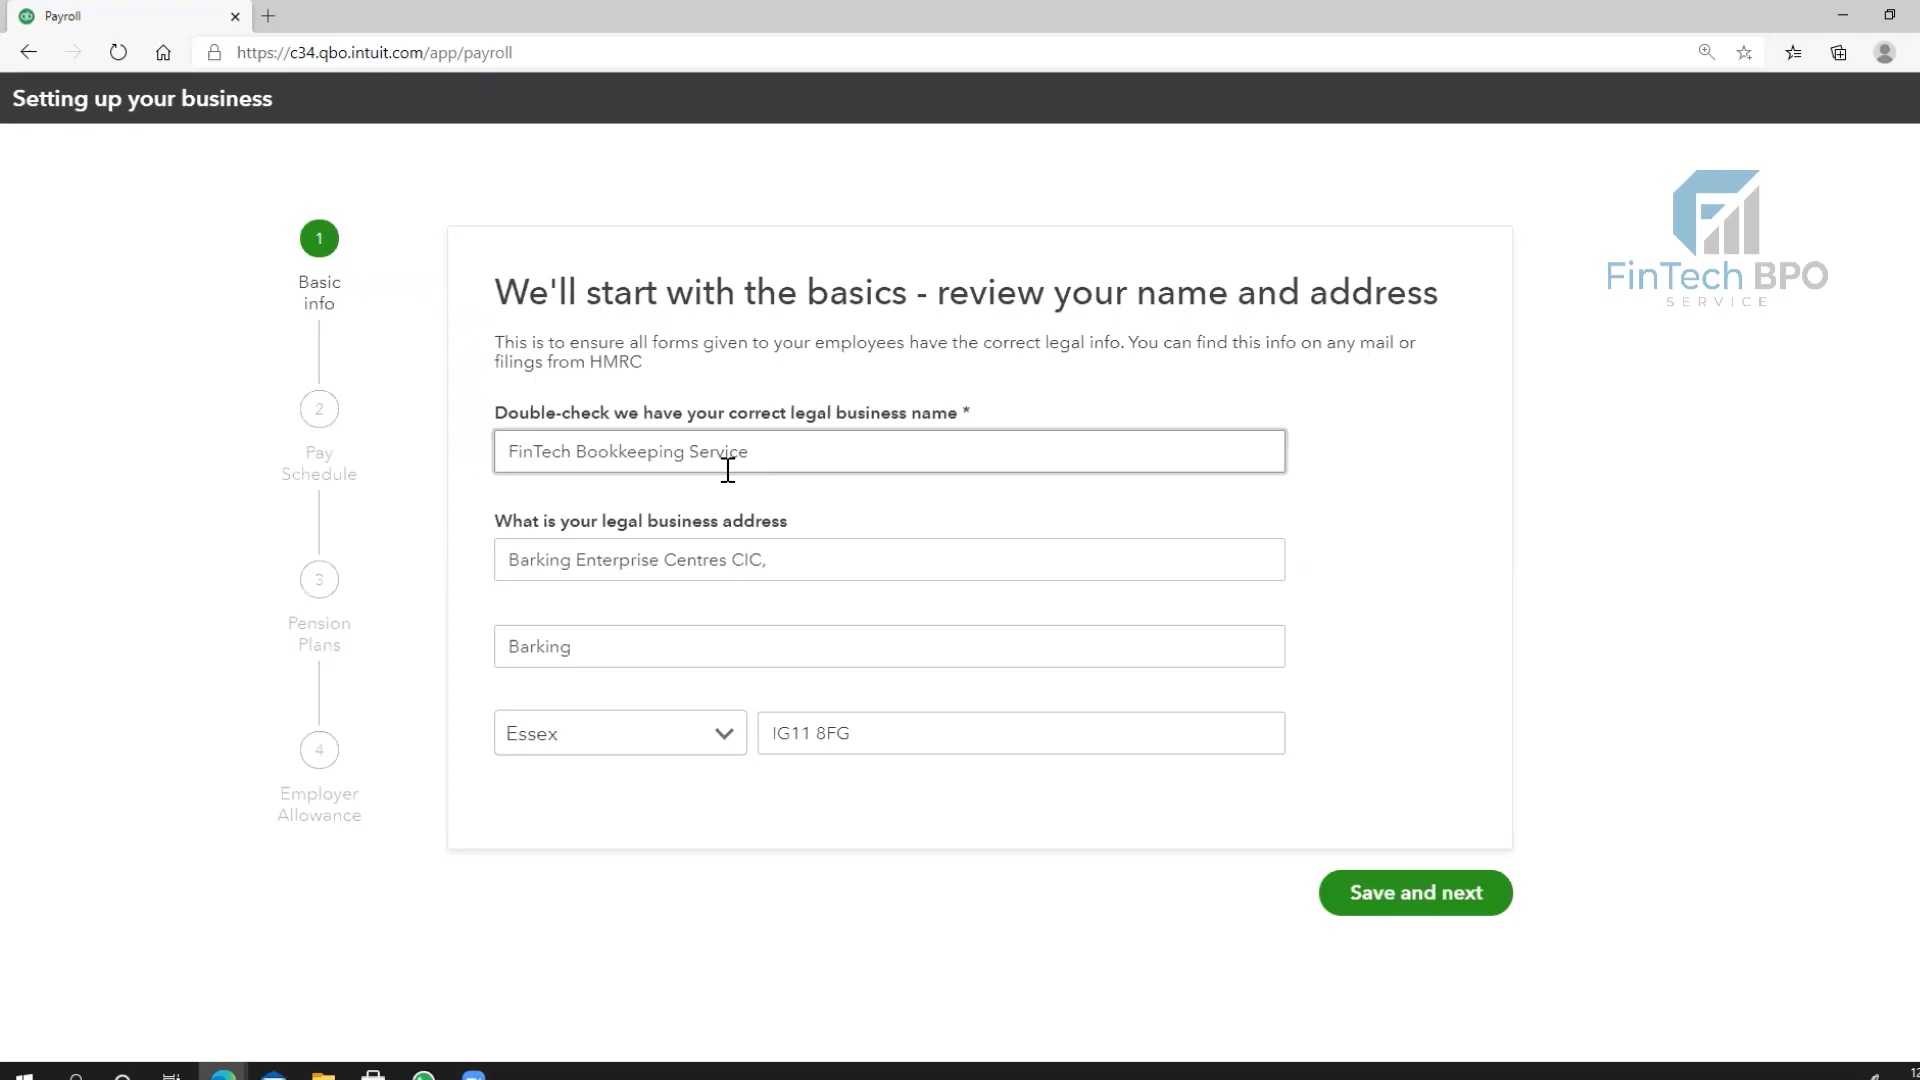 Payroll
https://c34.qbo.intuit.com/app/payroll
Setting up your business
FinTech BPO
SERVICE
1
Basic
info
2
Pay
Schedule
3
Pension
Plans
4
Employer
Allowance
We'll start with the basics - review your name and address
This is to ensure all forms given to your employees have the correct legal info. You can find this info on any mail or
filings from HMRC
Double-check we have your correct legal business name *
FinTech Bookkeeping Service
What is your legal business address
Barking Enterprise Centres CIC,
Barking
Essex
IG11 8FG
Save and next